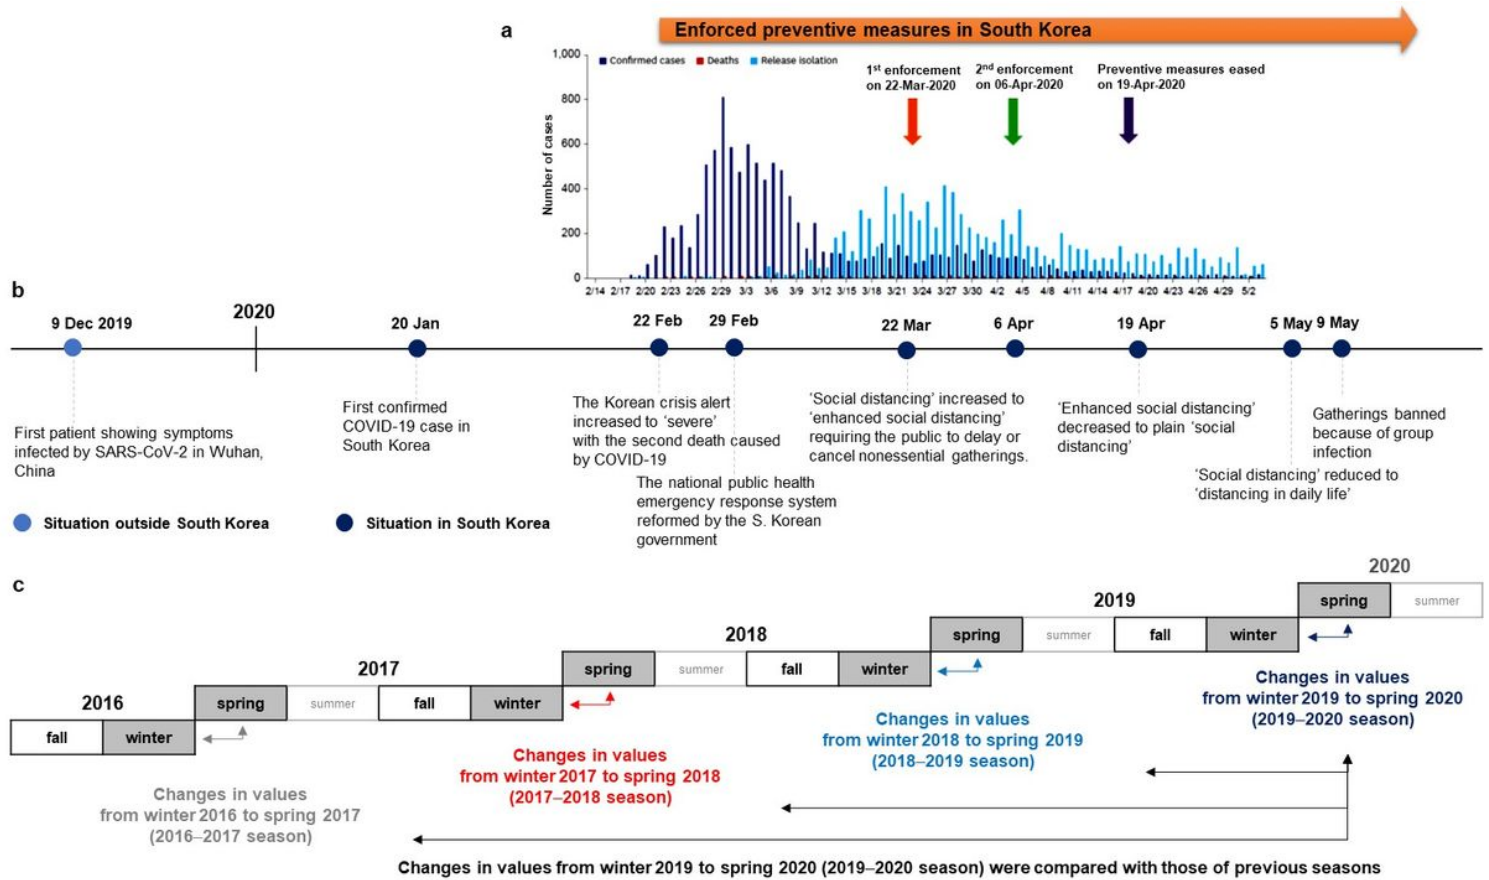 Enforced preventive measures in South Korea
a
1,000
800
600
400
200
0
Number of cases
Confirmed cases
Deaths
Release isolation
1st enforcement
on 22-Mar-2020
2nd enforcement
on 06-Apr-2020
Preventive measures eased
on 19-Apr-2020
2/14 2/17 2/20 2/23 2/26 2/29 3/3 3/6 3/9 3/12 3/15 3/18 3/21 3/24 3/27 3/30 4/2 4/5 4/8 4/11 4/14 4/17 4/20 4/23 4/26 4/29 5/2
b
9 Dec 2019
2020
20 Jan
22 Feb
29 Feb
22 Mar
6 Apr
19 Apr
5 May
9 May
First patient showing symptoms
infected by SARS-CoV-2 in Wuhan,
China
First confirmed
COVID-19 case in
South Korea
The Korean crisis alert
increased to ‘severe’
with the second death caused
by COVID-19
The national public health
emergency response system
reformed by the S. Korean
government
‘Social distancing’ increased to
‘enhanced social distancing’
requiring the public to delay or
cancel nonessential gatherings.
‘Enhanced social distancing’
decreased to plain ‘social
distancing’
‘Social distancing’ reduced to
‘distancing in daily life’
Gatherings banned
because of group
infection
Situation outside South Korea
Situation in South Korea
c
2016
fall
winter
2017
spring
summer
fall
winter
2018
spring
summer
fall
winter
2019
spring
summer
fall
winter
2020
spring
summer
Changes in values
from winter 2016 to spring 2017
(2016–2017 season)
Changes in values
from winter 2017 to spring 2018
(2017–2018 season)
Changes in values
from winter 2018 to spring 2019
(2018–2019 season)
Changes in values
from winter 2019 to spring 2020
(2019–2020 season)
Changes in values from winter 2019 to spring 2020 (2019–2020 season) were compared with those of previous seasons